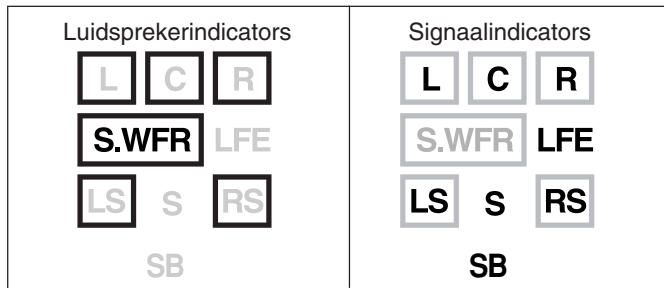 Luidsprekerindicators
L C R
S.WFR LFE
LS S RS
SB
Signaalindicators
L C R
S.WFR LFE
LS S RS
SB